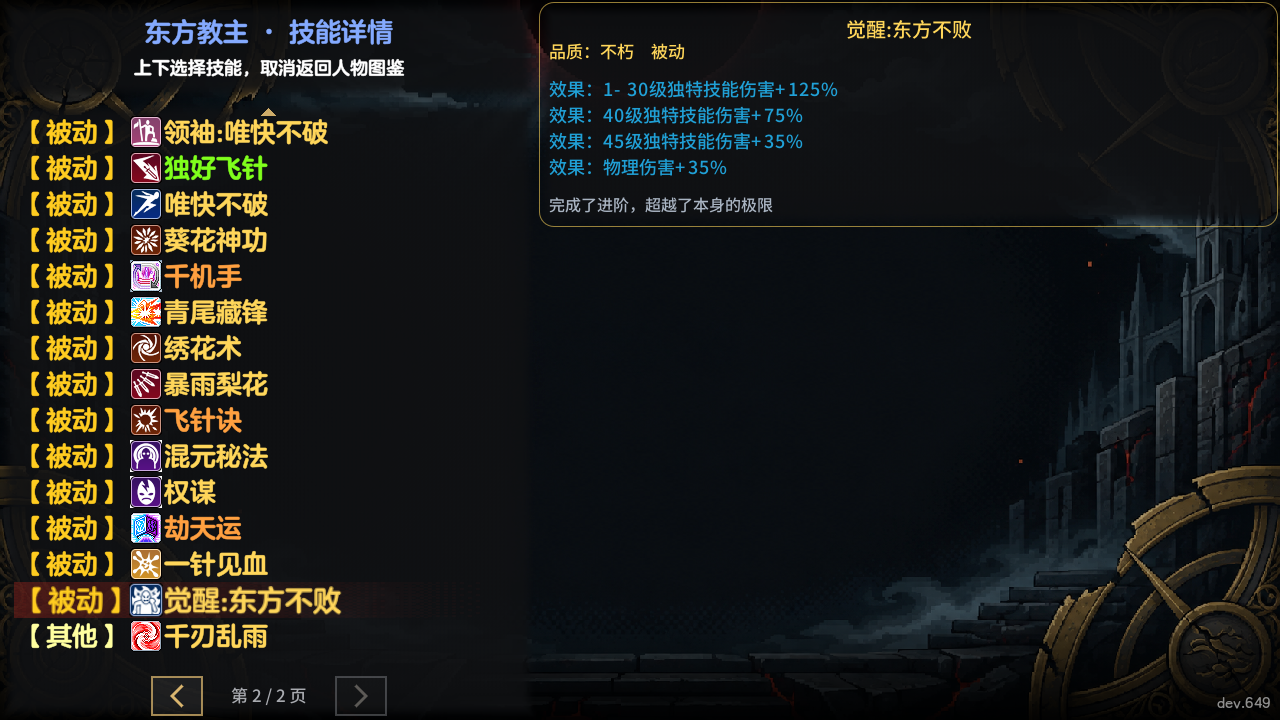 东方教主 · 技能详情
上下选择技能，取消返回人物图鉴
【被动】领袖:唯快不破
【被动】独好飞针
【被动】唯快不破
【被动】葵花神功
【被动】千机手
【被动】青尾藏锋
【被动】绣花术
【被动】暴雨梨花
【被动】飞针诀
【被动】混元秘法
【被动】权谋
【被动】劫天运
【被动】一针见血
【被动】觉醒:东方不败
【其他】千刃乱雨
第 2 / 2 页
觉醒:东方不败
品质：不朽 被动
效果：1- 30级独特技能伤害+125%
效果：40级独特技能伤害+75%
效果：45级独特技能伤害+35%
效果：物理伤害+35%
完成了进阶，超越了本身的极限
dev.649